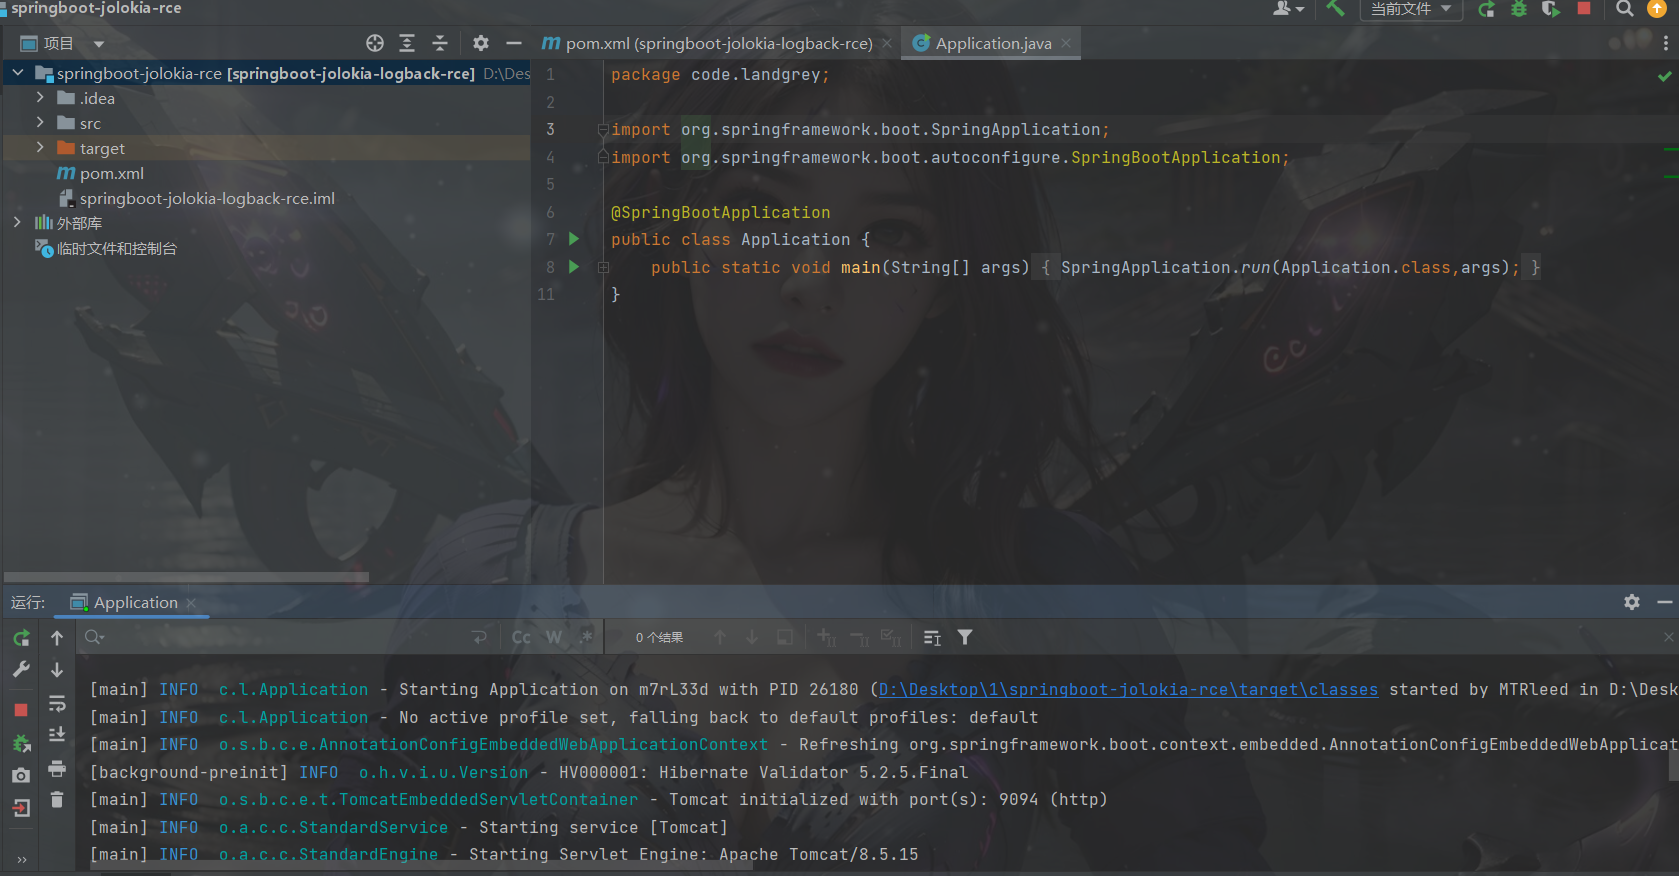 springboot-jolokia-rce
当前文件
项目
pom.xml (springboot-jolokia-logback-rce)
Application.java
springboot-jolokia-rce [springboot-jolokia-logback-rce] D:\Des
.idea
src
target
pom.xml
springboot-jolokia-logback-rce.iml
外部库
临时文件和控制台
1 package code.landgrey;
2
3 import org.springframework.boot.SpringApplication;
4 import org.springframework.boot.autoconfigure.SpringBootApplication;
5
6 @SpringBootApplication
7 public class Application {
8 public static void main(String[] args) { SpringApplication.run(Application.class,args); }
11 }
运行: Application
Cc W .* 0 个结果
[main] INFO c.l.Application - Starting Application on m7rL33d with PID 26180 (D:\Desktop\1\springboot-jolokia-rce\target\classes started by MTRleed in D:\Desk
[main] INFO c.l.Application - No active profile set, falling back to default profiles: default
[main] INFO o.s.b.c.e.AnnotationConfigEmbeddedWebApplicationContext - Refreshing org.springframework.boot.context.embedded.AnnotationConfigEmbeddedWebApplicat
[background-preinit] INFO o.h.v.i.u.Version - HV000001: Hibernate Validator 5.2.5.Final
[main] INFO o.s.b.c.e.t.TomcatEmbeddedServletContainer - Tomcat initialized with port(s): 9094 (http)
[main] INFO o.a.c.c.StandardService - Starting service [Tomcat]
[main] INFO o.a.c.c.StandardEngine - Starting Servlet Engine: Apache Tomcat/8.5.15